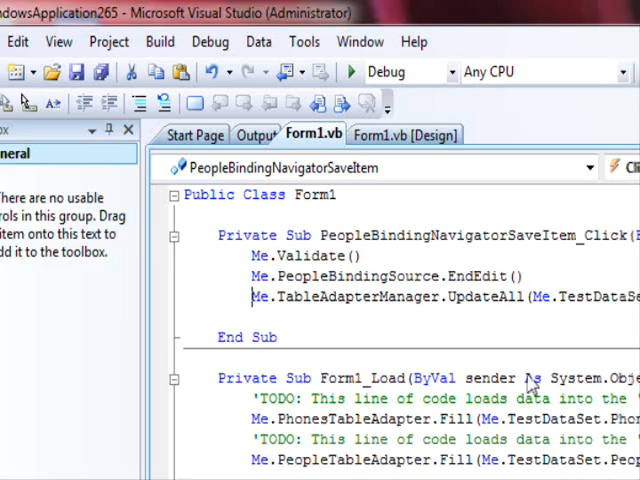 ndowsApplication265 - Microsoft Visual Studio (Administrator)
Edit View Project Build Debug Data Tools Window Help
Debug Any CPU
ox
Start Page Output Form1.vb Form1.vb [Design]
neral
PeopleBindingNavigatorSaveItem Cli
There are no usable
rols in this group. Drag
item onto this text to
dd it to the toolbox.
Public Class Form1
Private Sub PeopleBindingNavigatorSaveItem_Click(B
Me.Validate()
Me.PeopleBindingSource.EndEdit()
Me.TableAdapterManager.UpdateAll(Me.TestDataSe
End Sub
Private Sub Form1_Load(ByVal sender As System.Obje
'TODO: This line of code loads data into the '
Me.PhonesTableAdapter.Fill(Me.TestDataSet.Phon
'TODO: This line of code loads data into the '
Me.PeopleTableAdapter.Fill(Me.TestDataSet.Peop